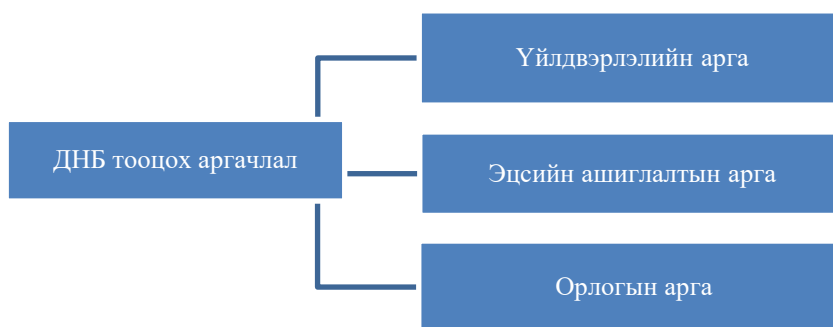 Үйлдвэрлэлийн арга
ДНБ тооцох аргачлал
Эцсийн ашиглалтын арга
Орлогын арга